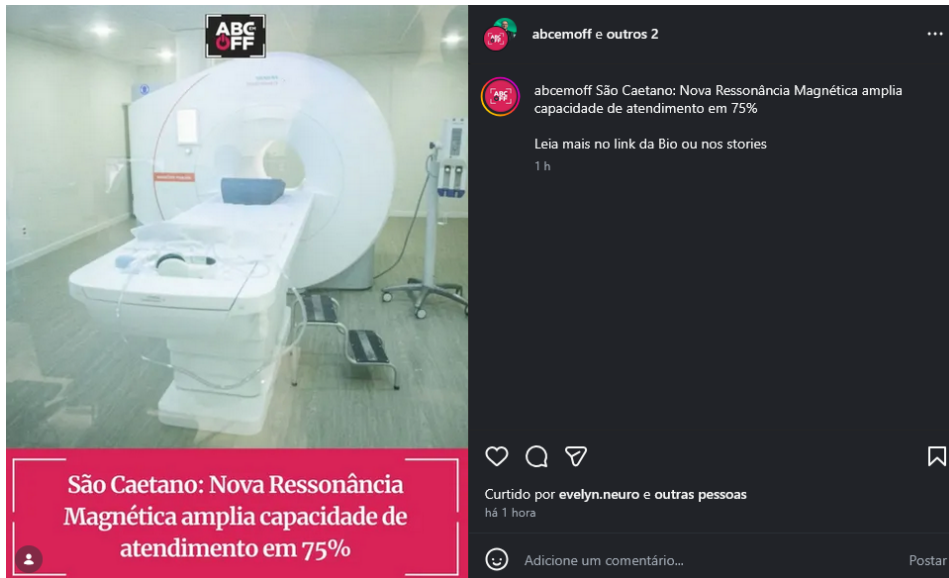 ABC
OFF
São Caetano: Nova Ressonância
Magnética amplia capacidade de
atendimento em 75%
abcemoff e outros 2
ABC
OFF
abcemoff São Caetano: Nova Ressonância Magnética amplia
capacidade de atendimento em 75%
Leia mais no link da Bio ou nos stories
1 h
Curtido por evelyn.neuro e outras pessoas
há 1 hora
Adicione um comentário...
Postar